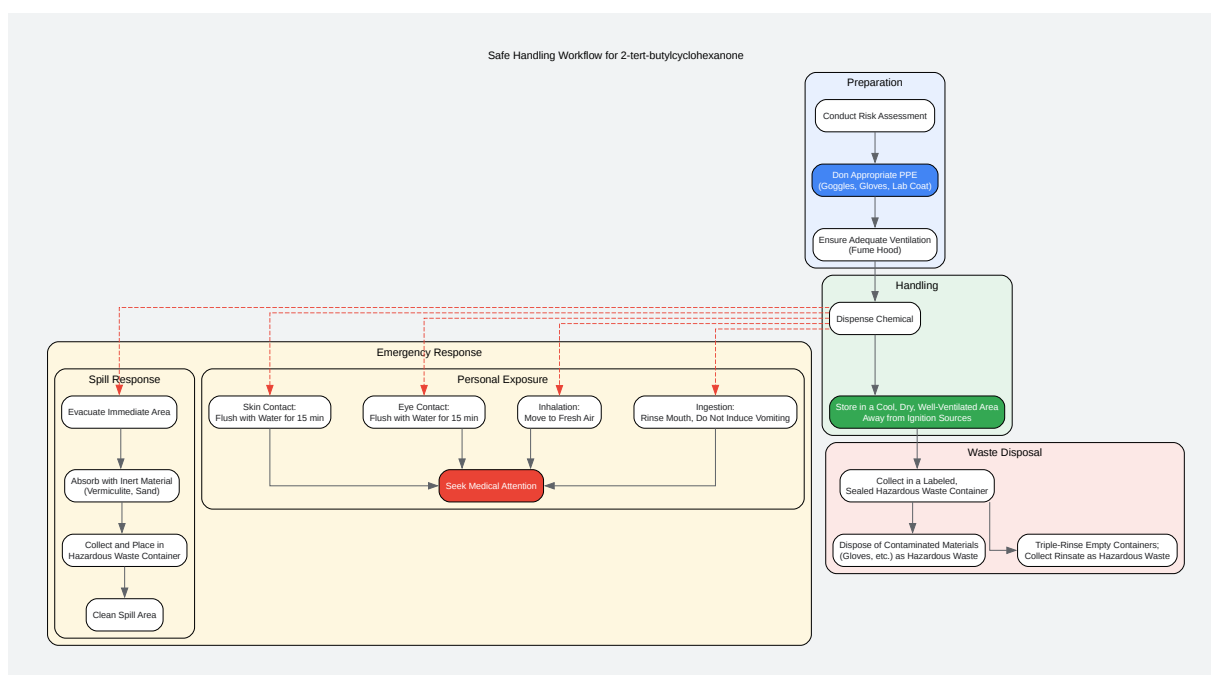 Safe Handling Workflow for 2-tert-butylcyclohexanone
Preparation
Conduct Risk Assessment
Don Appropriate PPE
(Goggles, Gloves, Lab Coat)
Ensure Adequate Ventilation
(Fume Hood)
Handling
Dispense Chemical
Store in a Cool, Dry, Well-Ventilated Area
Away from Ignition Sources
Emergency Response
Spill Response
Evacuate Immediate Area
Absorb with Inert Material
(Vermiculite, Sand)
Collect and Place in
Hazardous Waste Container
Clean Spill Area
Personal Exposure
Skin Contact:
Flush with Water for 15 min
Eye Contact:
Flush with Water for 15 min
Inhalation:
Move to Fresh Air
Ingestion:
Rinse Mouth, Do Not Induce Vomiting
Seek Medical Attention
Waste Disposal
Collect in a Labeled,
Sealed Hazardous Waste Container
Dispose of Contaminated Materials
(Gloves, etc.) as Hazardous Waste
Triple-Rinse Empty Containers;
Collect Rinsate as Hazardous Waste